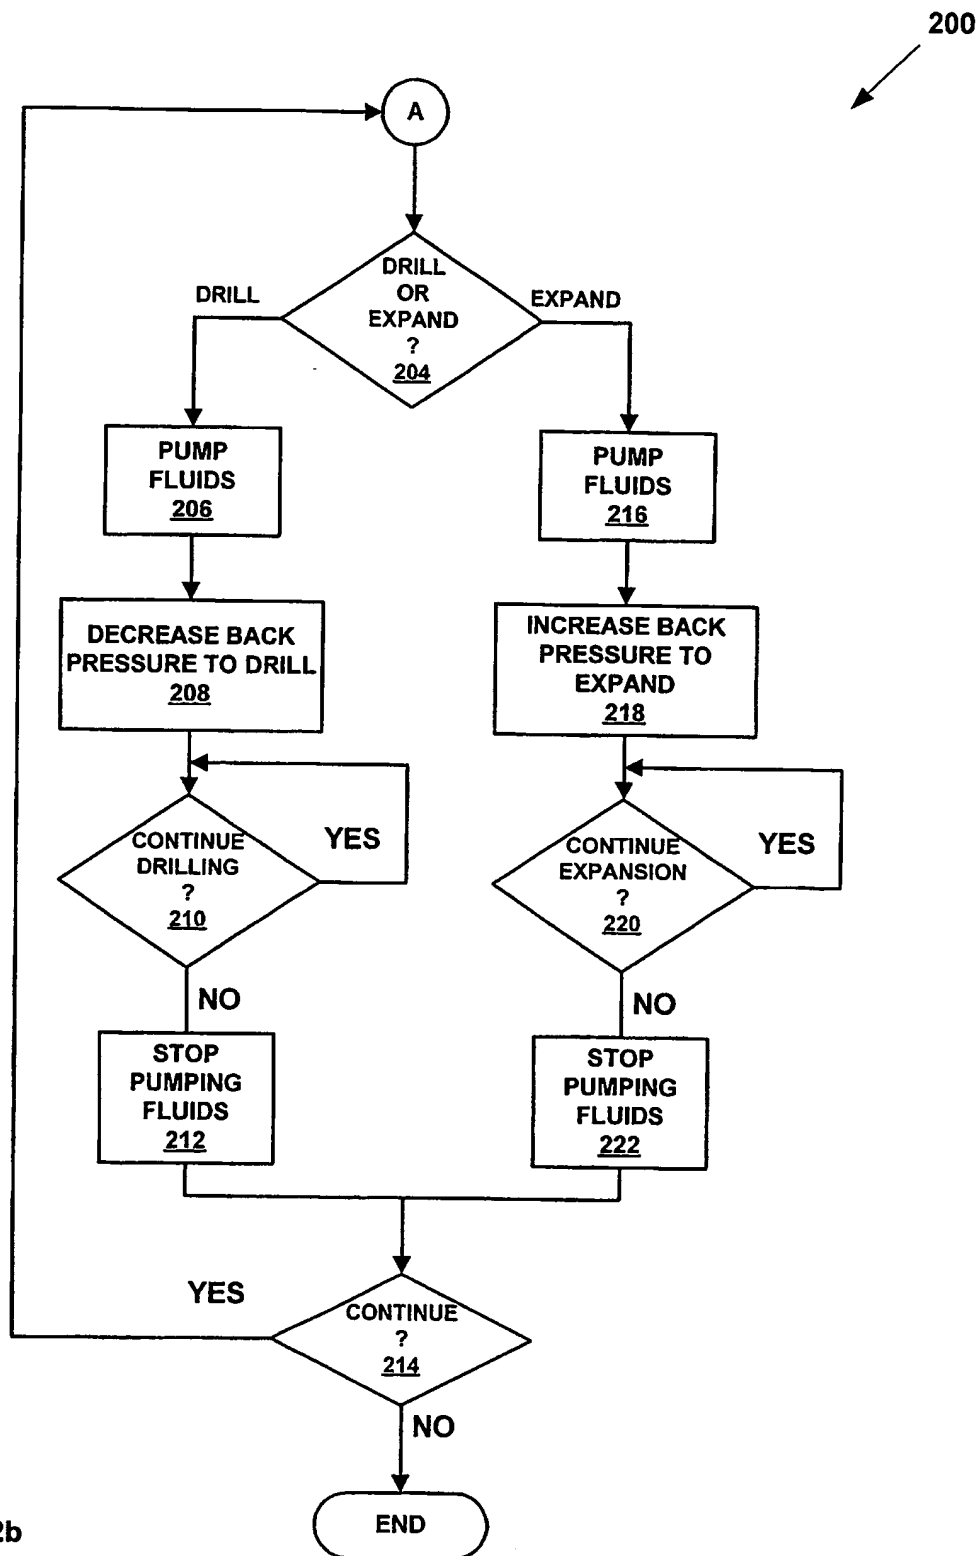 200
A
DRILL
OR
EXPAND
?
204
DRILL
EXPAND
PUMP
FLUIDS
206
PUMP
FLUIDS
216
DECREASE BACK
PRESSURE TO DRILL
208
INCREASE BACK
PRESSURE TO
EXPAND
218
CONTINUE
DRILLING
?
210
YES
CONTINUE
EXPANSION
?
220
YES
NO
NO
STOP
PUMPING
FLUIDS
212
STOP
PUMPING
FLUIDS
222
YES
CONTINUE
?
214
NO
END
2b